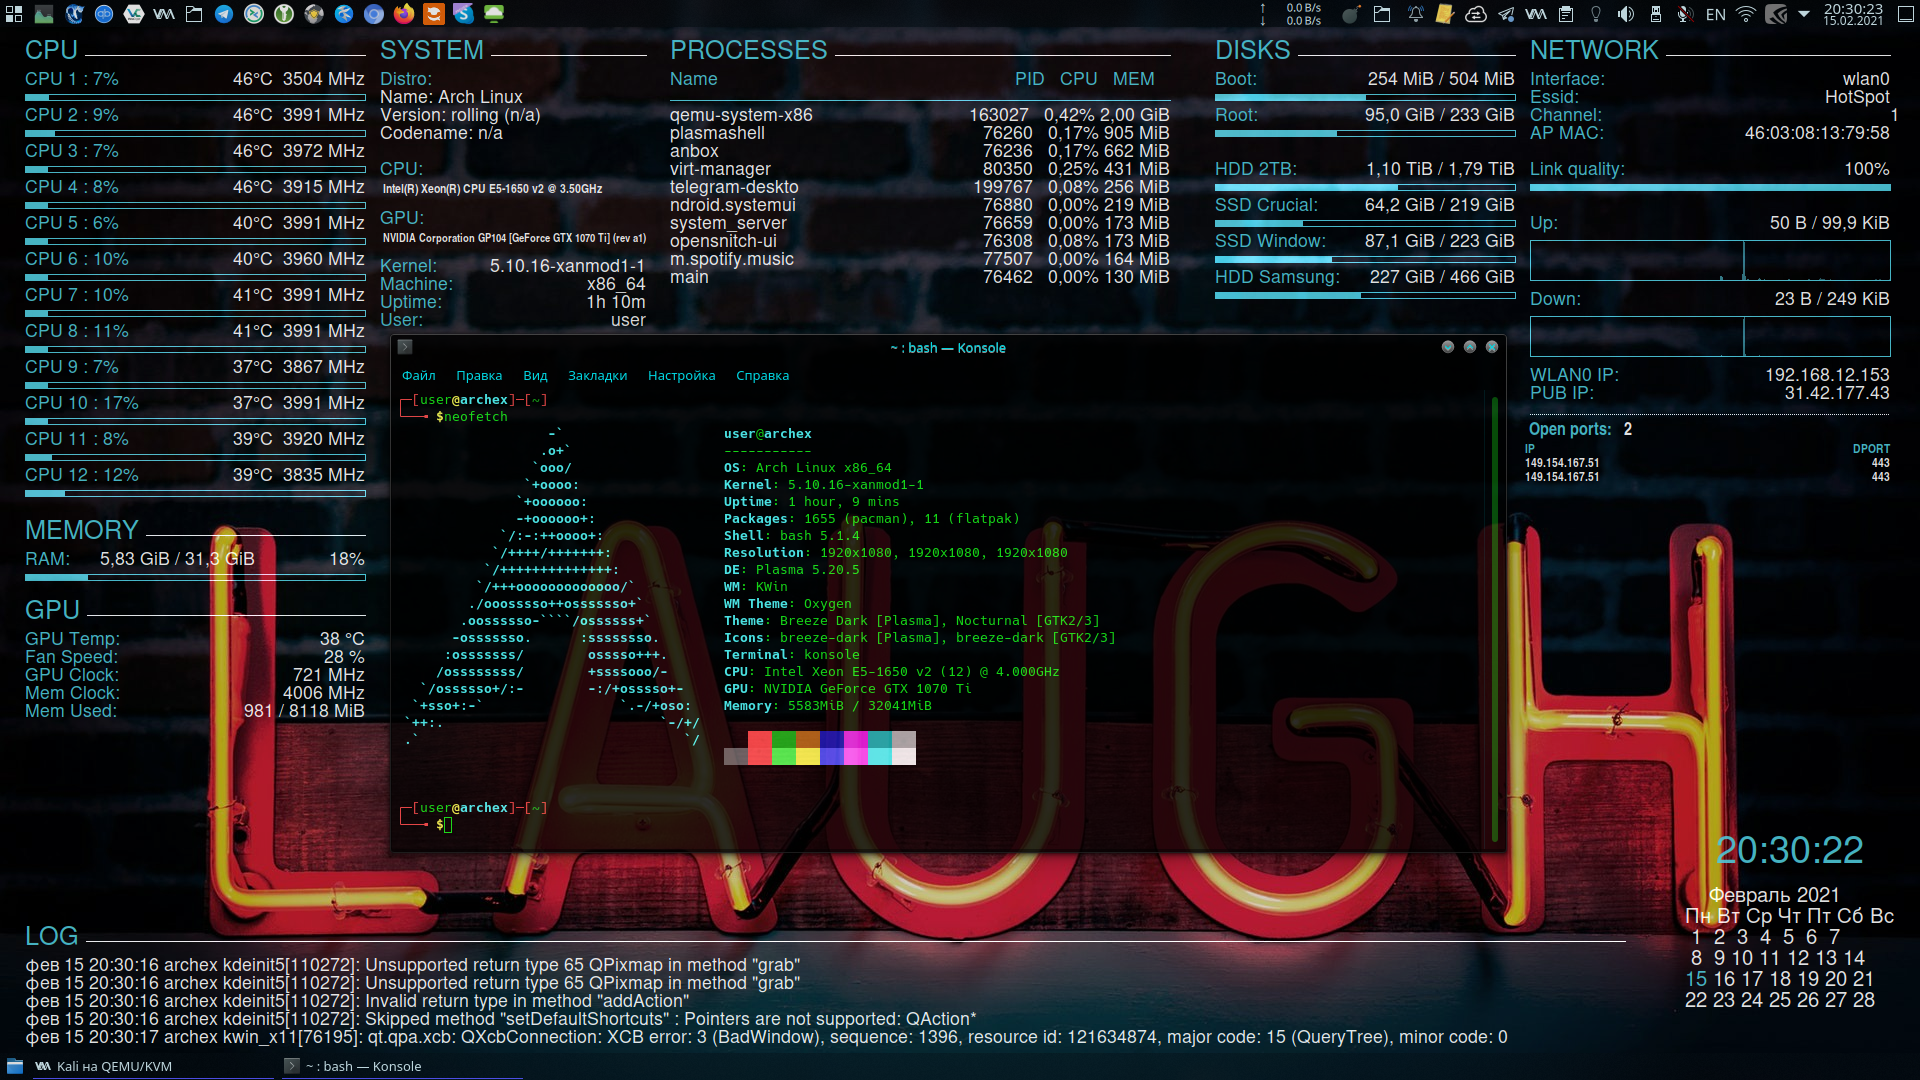 0.0 B/s
0.0 B/s
EN
20:30:23
15.02.2021
CPU
CPU 1 : 7% 46°C 3504 MHz
CPU 2 : 9% 46°C 3991 MHz
CPU 3 : 7% 46°C 3972 MHz
CPU 4 : 8% 46°C 3915 MHz
CPU 5 : 6% 40°C 3991 MHz
CPU 6 : 10% 40°C 3960 MHz
CPU 7 : 10% 41°C 3991 MHz
CPU 8 : 11% 41°C 3991 MHz
CPU 9 : 7% 37°C 3867 MHz
CPU 10 : 17% 37°C 3991 MHz
CPU 11 : 8% 39°C 3920 MHz
CPU 12 : 12% 39°C 3835 MHz
MEMORY
RAM: 5,83 GiB / 31,3 GiB 18%
GPU
GPU Temp: 38 °C
Fan Speed: 28 %
GPU Clock: 721 MHz
Mem Clock: 4006 MHz
Mem Used: 981 / 8118 MiB
SYSTEM
Distro:
Name: Arch Linux
Version: rolling (n/a)
Codename: n/a
CPU:
Intel(R) Xeon(R) CPU E5-1650 v2 @ 3.50GHz
GPU:
NVIDIA Corporation GP104 [GeForce GTX 1070 Ti] (rev a1)
Kernel: 5.10.16-xanmod1-1
Machine: x86_64
Uptime: 1h 10m
User: user
PROCESSES
Name PID CPU MEM
qemu-system-x86 163027 0,42% 2,00 GiB
plasmashell 76260 0,17% 905 MiB
anbox 76236 0,17% 662 MiB
virt-manager 80350 0,25% 431 MiB
telegram-deskto 199767 0,08% 256 MiB
ndroid.systemui 76880 0,00% 219 MiB
system_server 76659 0,00% 173 MiB
opensnitch-ui 76308 0,08% 173 MiB
m.spotify.music 77507 0,00% 164 MiB
main 76462 0,00% 130 MiB
DISKS
Boot: 254 MiB / 504 MiB
Root: 95,0 GiB / 233 GiB
HDD 2TB: 1,10 TiB / 1,79 TiB
SSD Crucial: 64,2 GiB / 219 GiB
SSD Window: 87,1 GiB / 223 GiB
HDD Samsung: 227 GiB / 466 GiB
NETWORK
Interface: wlan0
Essid: HotSpot
Channel: 1
AP MAC: 46:03:08:13:79:58
Link quality: 100%
Up: 50 B / 99,9 KiB
Down: 23 B / 249 KiB
WLAN0 IP: 192.168.12.153
PUB IP: 31.42.177.43
Open ports: 2
IP DPORT
149.154.167.51 443
149.154.167.51 443
~ : bash — Konsole
Файл Правка Вид Закладки Настройка Справка
┌─[user@archex]─[~]
└──╼ $neofetch
-`
.o+`
`ooo/
`+oooo:
`+oooooo:
-+oooooo+:
`/:-:++oooo+:
`/++++/+++++++:
`/++++++++++++++:
`/+++ooooooooooooo/`
./ooosssso++osssssso+`
.oossssso-````/ossssss+`
-osssssso. :ssssssso.
:osssssss/ osssso+++.
/ossssssss/ +ssssooo/-
`/ossssso+/:- -:/+osssso+-
`+sso+:-` `.-/+oso:
`++:. `-/+/
.` `/
user@archex
-----------
OS: Arch Linux x86_64
Kernel: 5.10.16-xanmod1-1
Uptime: 1 hour, 9 mins
Packages: 1655 (pacman), 11 (flatpak)
Shell: bash 5.1.4
Resolution: 1920x1080, 1920x1080, 1920x1080
DE: Plasma 5.20.5
WM: KWin
WM Theme: Oxygen
Theme: Breeze Dark [Plasma], Nocturnal [GTK2/3]
Icons: breeze-dark [Plasma], breeze-dark [GTK2/3]
Terminal: konsole
CPU: Intel Xeon E5-1650 v2 (12) @ 4.000GHz
GPU: NVIDIA GeForce GTX 1070 Ti
Memory: 5583MiB / 32041MiB
┌─[user@archex]─[~]
└──╼ $
LAUGH
20:30:22
Февраль 2021
Пн Вт Ср Чт Пт Сб Вс
1 2 3 4 5 6 7
8 9 10 11 12 13 14
15 16 17 18 19 20 21
22 23 24 25 26 27 28
LOG
фев 15 20:30:16 archex kdeinit5[110272]: Unsupported return type 65 QPixmap in method "grab"
фев 15 20:30:16 archex kdeinit5[110272]: Unsupported return type 65 QPixmap in method "grab"
фев 15 20:30:16 archex kdeinit5[110272]: Invalid return type in method "addAction"
фев 15 20:30:16 archex kdeinit5[110272]: Skipped method "setDefaultShortcuts" : Pointers are not supported: QAction*
фев 15 20:30:17 archex kwin_x11[76195]: qt.qpa.xcb: QXcbConnection: XCB error: 3 (BadWindow), sequence: 1396, resource id: 121634874, major code: 15 (QueryTree), minor code: 0
Kali на QEMU/KVM
~ : bash — Konsole